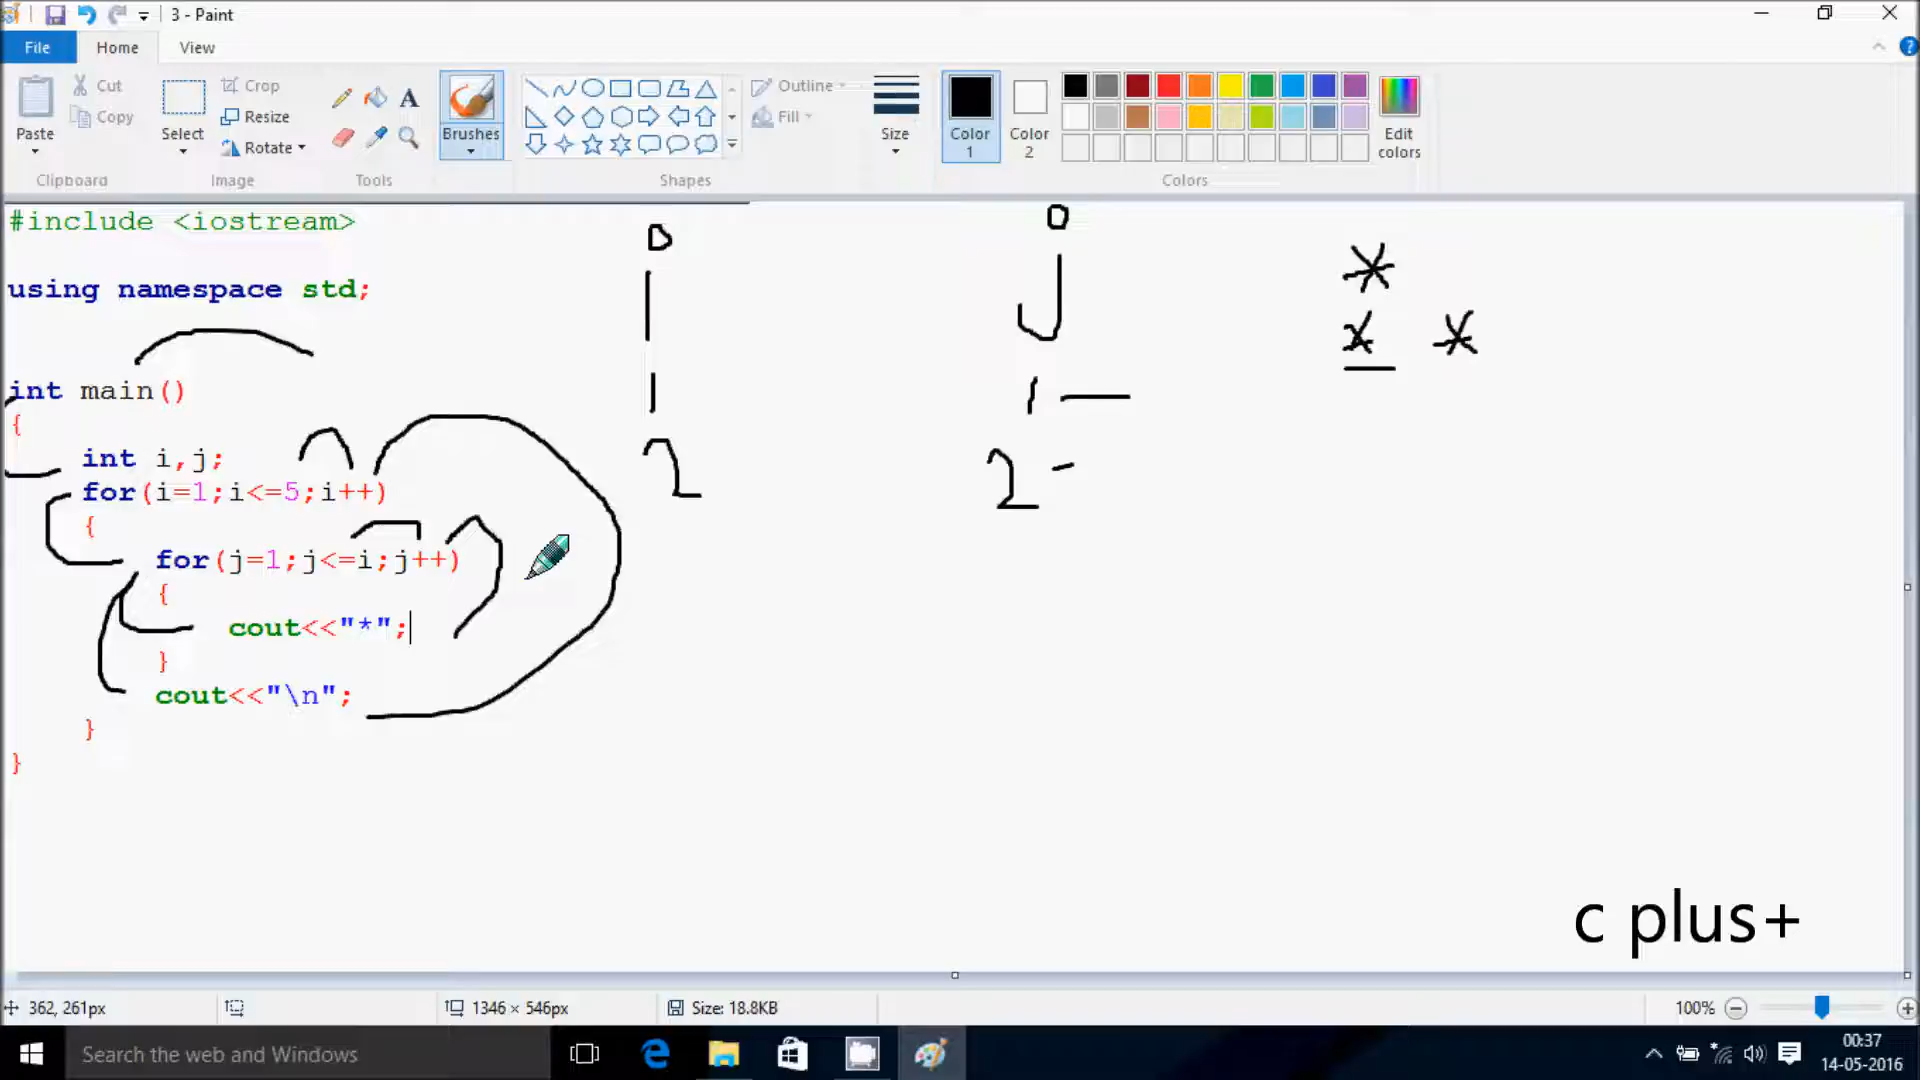 3 - Paint
File Home View
Paste
Cut
Copy
Clipboard
Select
Crop
Resize
Rotate
Image
Tools
Brushes
Shapes
Outline
Fill
Size
Color 1
Color 2
Edit colors
Colors
#include <iostream>
using namespace std;
int main()
{
int i,j;
for(i=1;i<=5;i++)
{
for(j=1;j<=i;j++)
{
cout<<"*";
}
cout<<"\n";
}
}
I
1
2
J
1 —
2 -
*
* *
c plus+
362, 261px
1346 × 546px
Size: 18.8KB
100%
Search the web and Windows
00:37
14-05-2016